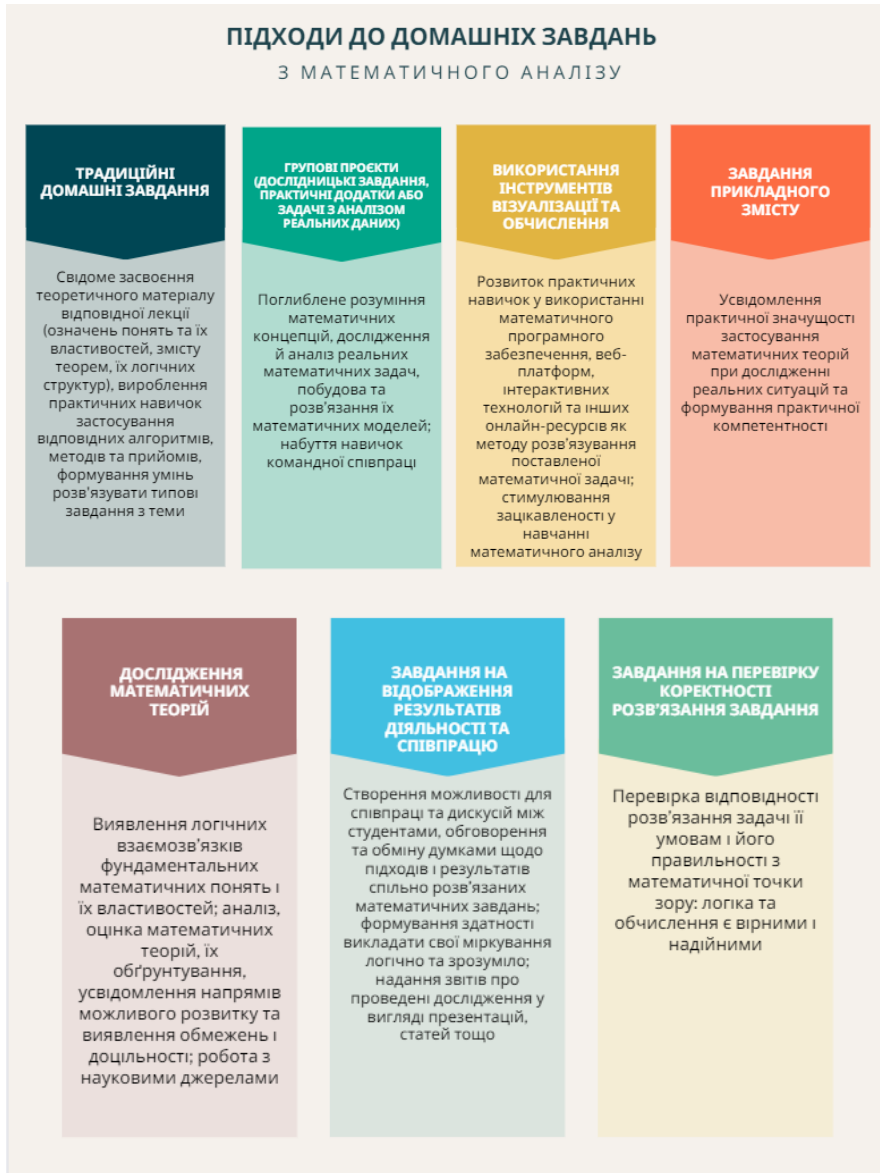 ПІДХОДИ ДО ДОМАШНІХ ЗАВДАНЬ
З МАТЕМАТИЧНОГО АНАЛІЗУ
ТРАДИЦІЙНІ
ДОМАШНІ ЗАВДАННЯ
Свідоме засвоєння
теоретичного матеріалу
відповідної лекції
(означень понять та їх
властивостей, змісту
теорем, їх логічних
структур), вироблення
практичних навичок
застосування
відповідних алгоритмів,
методів та прийомів,
формування умінь
розв'язувати типові
завдання з теми
ГРУПОВІ ПРОЄКТИ
(ДОСЛІДНИЦЬКІ ЗАВДАННЯ,
ПРАКТИЧНІ ДОДАТКИ АБО
ЗАДАЧІ З АНАЛІЗОМ
РЕАЛЬНИХ ДАНИХ)
Поглиблене розуміння
математичних
концепцій, дослідження
й аналіз реальних
математичних задач,
побудова та
розв'язання їх
математичних моделей;
набуття навичок
командної співпраці
ВИКОРИСТАННЯ
ІНСТРУМЕНТІВ
ВІЗУАЛІЗАЦІЇ ТА
ОБЧИСЛЕННЯ
Розвиток практичних
навичок у використанні
математичного
програмного
забезпечення, веб-
платформ,
інтерактивних
технологій та інших
онлайн-ресурсів як
методу розв'язування
поставленої
математичної задачі;
стимулювання
зацікавленості у
навчанні
математичного аналізу
ЗАВДАННЯ
ПРИКЛАДНОГО
ЗМІСТУ
Усвідомлення
практичної значущості
застосування
математичних теорій
при дослідженні
реальних ситуацій та
формування практичної
компетентності
ДОСЛІДЖЕННЯ
МАТЕМАТИЧНИХ
ТЕОРІЙ
Виявлення логічних
взаємозв'язків
фундаментальних
математичних понять і
їх властивостей; аналіз,
оцінка математичних
теорій, їх
обґрунтування,
усвідомлення напрямів
можливого розвитку та
виявлення обмежень і
доцільності; робота з
науковими джерелами
ЗАВДАННЯ НА
ВІДОБРАЖЕННЯ
РЕЗУЛЬТАТІВ
ДІЯЛЬНОСТІ ТА
СПІВПРАЦЮ
Створення можливості для
співпраці та дискусій між
студентами, обговорення
та обміну думками щодо
підходів і результатів
спільно розв'язаних
математичних завдань;
формування здатності
викладати свої міркування
логічно та зрозуміло;
надання звітів про
проведені дослідження у
вигляді презентацій,
статей тощо
ЗАВДАННЯ НА ПЕРЕВІРКУ
КОРЕКТНОСТІ
РОЗВ'ЯЗАННЯ ЗАВДАННЯ
Перевірка відповідності
розв'язання задачі її
умовам і його
правильності з
математичної точки
зору: логіка та
обчислення є вірними і
надійними